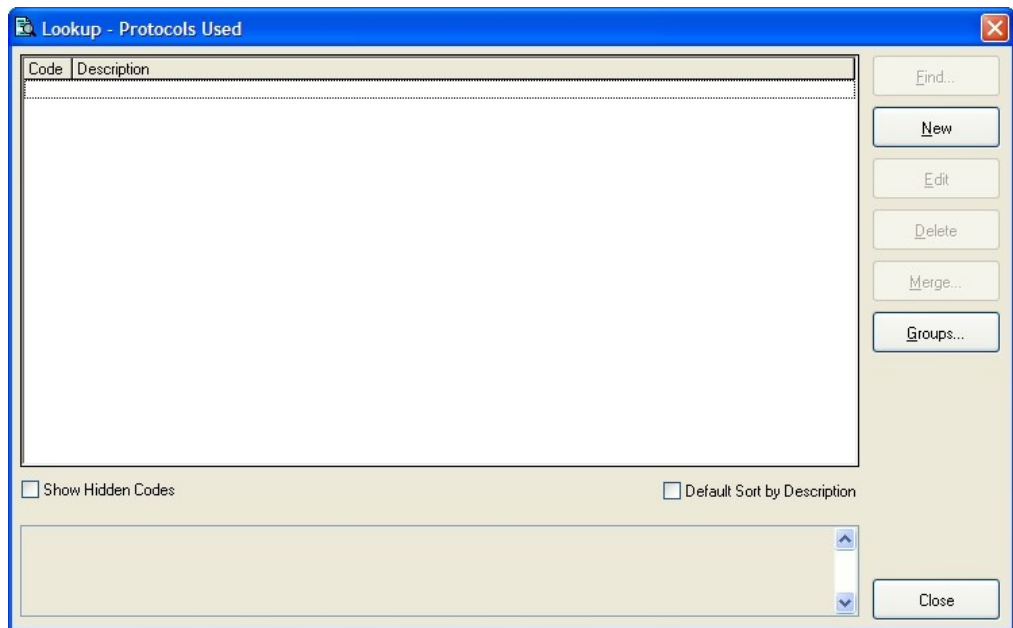 Lookup - Protocols Used
Code Description
Find...
New
Edit
Delete
Merge...
Groups...
Show Hidden Codes
Default Sort by Description
Close